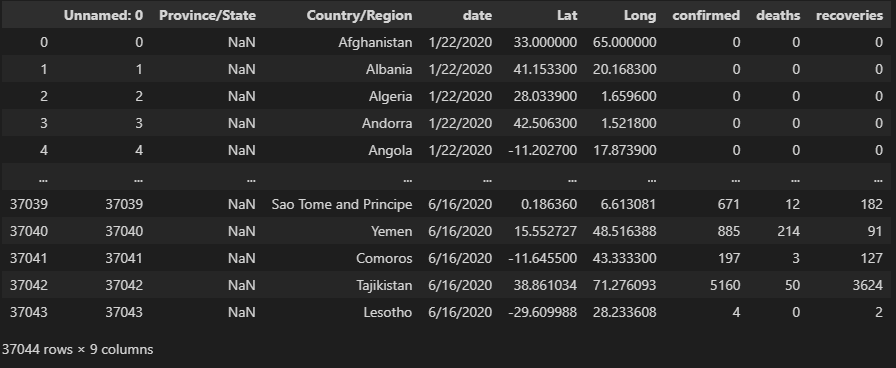 Unnamed: 0 Province/State Country/Region date Lat Long confirmed deaths recoveries
0 0 NaN Afghanistan 1/22/2020 33.000000 65.000000 0 0 0
1 1 NaN Albania 1/22/2020 41.153300 20.168300 0 0 0
2 2 NaN Algeria 1/22/2020 28.033900 1.659600 0 0 0
3 3 NaN Andorra 1/22/2020 42.506300 1.521800 0 0 0
4 4 NaN Angola 1/22/2020 -11.202700 17.873900 0 0 0
... ... ... ... ... ... ... ... ... ...
37039 37039 NaN Sao Tome and Principe 6/16/2020 0.186360 6.613081 671 12 182
37040 37040 NaN Yemen 6/16/2020 15.552727 48.516388 885 214 91
37041 37041 NaN Comoros 6/16/2020 -11.645500 43.333300 197 3 127
37042 37042 NaN Tajikistan 6/16/2020 38.861034 71.276093 5160 50 3624
37043 37043 NaN Lesotho 6/16/2020 -29.609988 28.233608 4 0 2
37044 rows × 9 columns